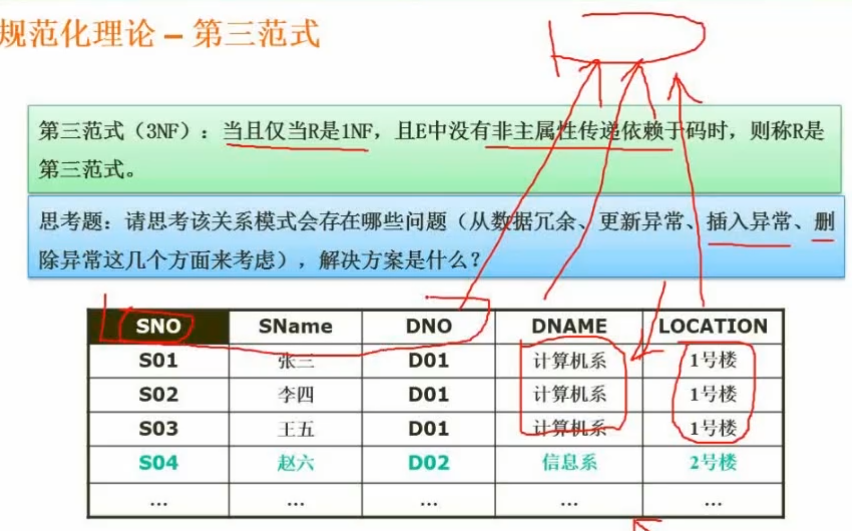 规范化理论 – 第三范式
第三范式（3NF）：当且仅当R是1NF，且E中没有非主属性传递依赖于码时，则称R是
第三范式。
思考题：请思考该关系模式会存在哪些问题（从数据冗余、更新异常、插入异常、删
除异常这几个方面来考虑），解决方案是什么？
SNO SName DNO DNAME LOCATION
S01 张三 D01 计算机系 1号楼
S02 李四 D01 计算机系 1号楼
S03 王五 D01 计算机系 1号楼
S04 赵六 D02 信息系 2号楼
... ... ... ... ...